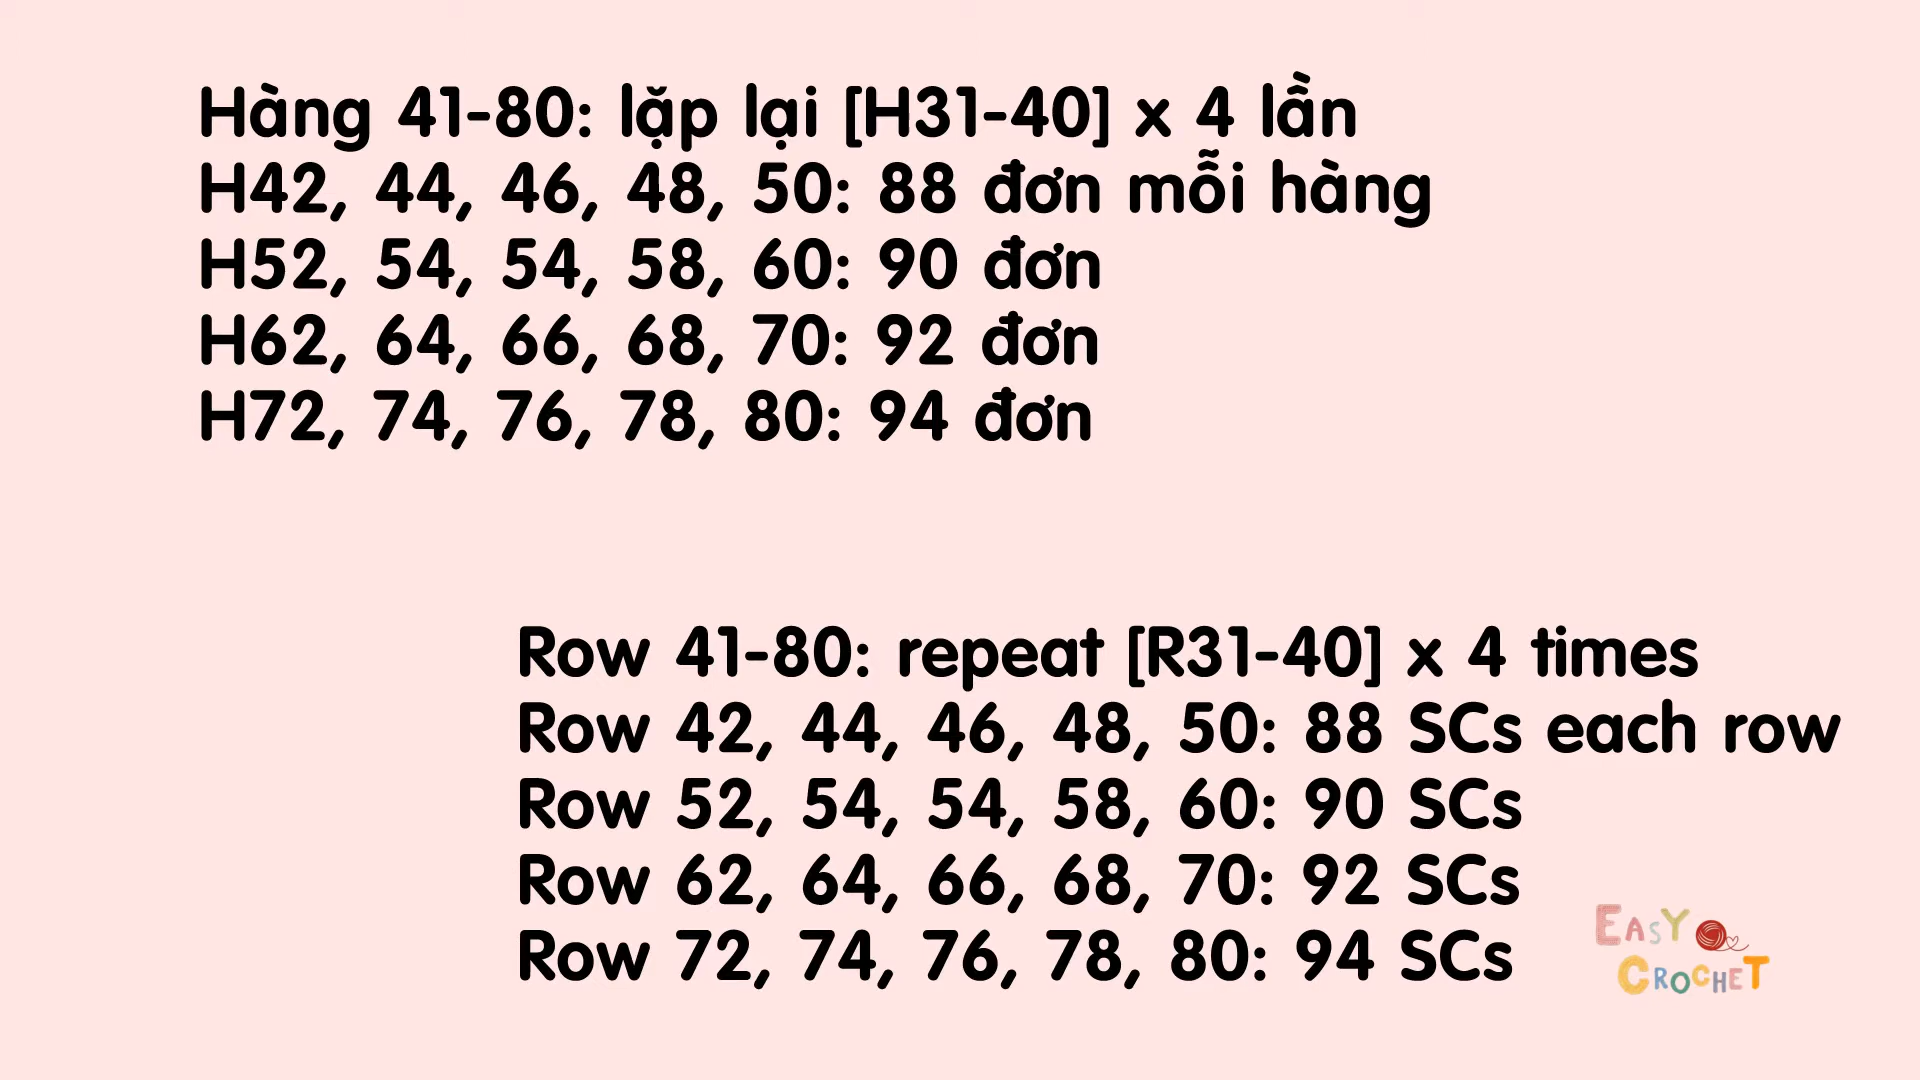 Hàng 41-80: lặp lại [H31-40] x 4 lần
H42, 44, 46, 48, 50: 88 đơn mỗi hàng
H52, 54, 54, 58, 60: 90 đơn
H62, 64, 66, 68, 70: 92 đơn
H72, 74, 76, 78, 80: 94 đơn
Row 41-80: repeat [R31-40] x 4 times
Row 42, 44, 46, 48, 50: 88 SCs each row
Row 52, 54, 54, 58, 60: 90 SCs
Row 62, 64, 66, 68, 70: 92 SCs
Row 72, 74, 76, 78, 80: 94 SCs
EASY
CROCHET